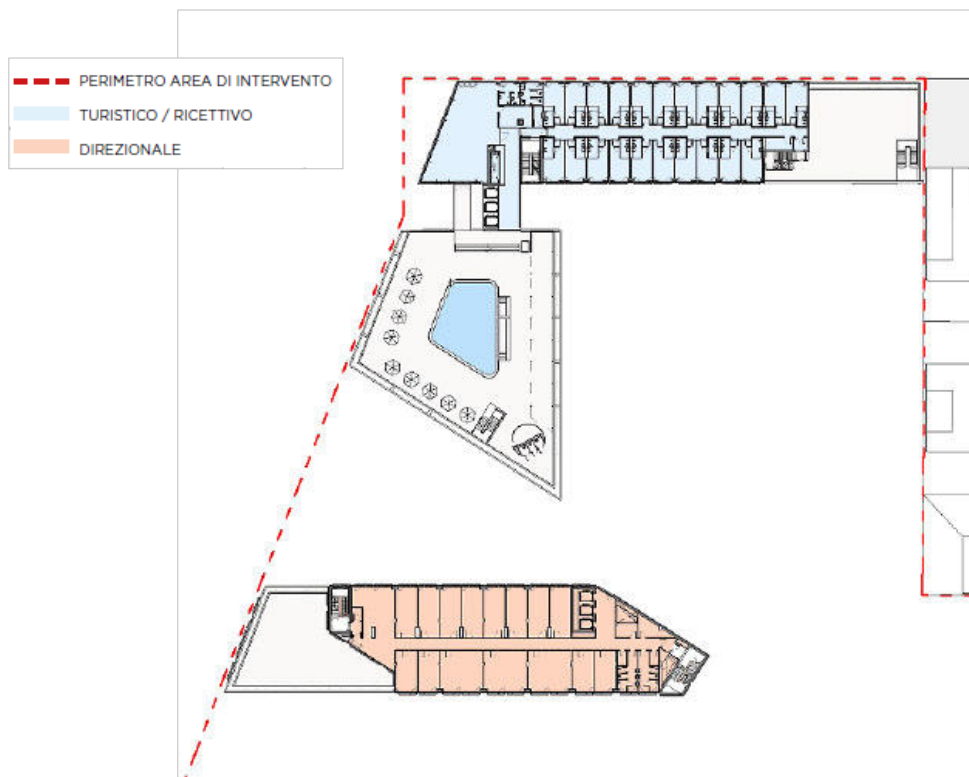 PERIMETRO AREA DI INTERVENTO
TURISTICO / RICETTIVO
DIREZIONALE